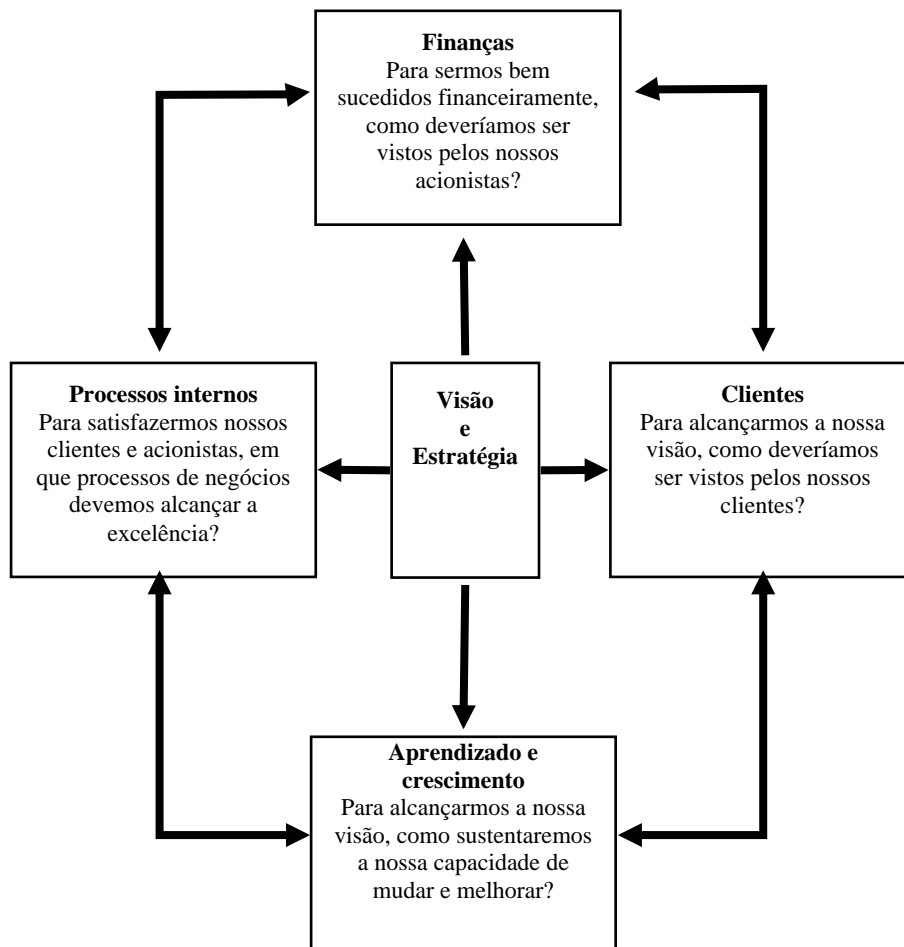 Finanças
Para sermos bem
sucedidos financeiramente,
como deveríamos ser
vistos pelos nossos
acionistas?
Processos internos
Para satisfazermos nossos
clientes e acionistas, em
que processos de negócios
devemos alcançar a
excelência?
Visão
e
Estratégia
Clientes
Para alcançarmos a nossa
visão, como deveríamos
ser vistos pelos nossos
clientes?
Aprendizado e
crescimento
Para alcançarmos a nossa
visão, como sustentaremos
a nossa capacidade de
mudar e melhorar?